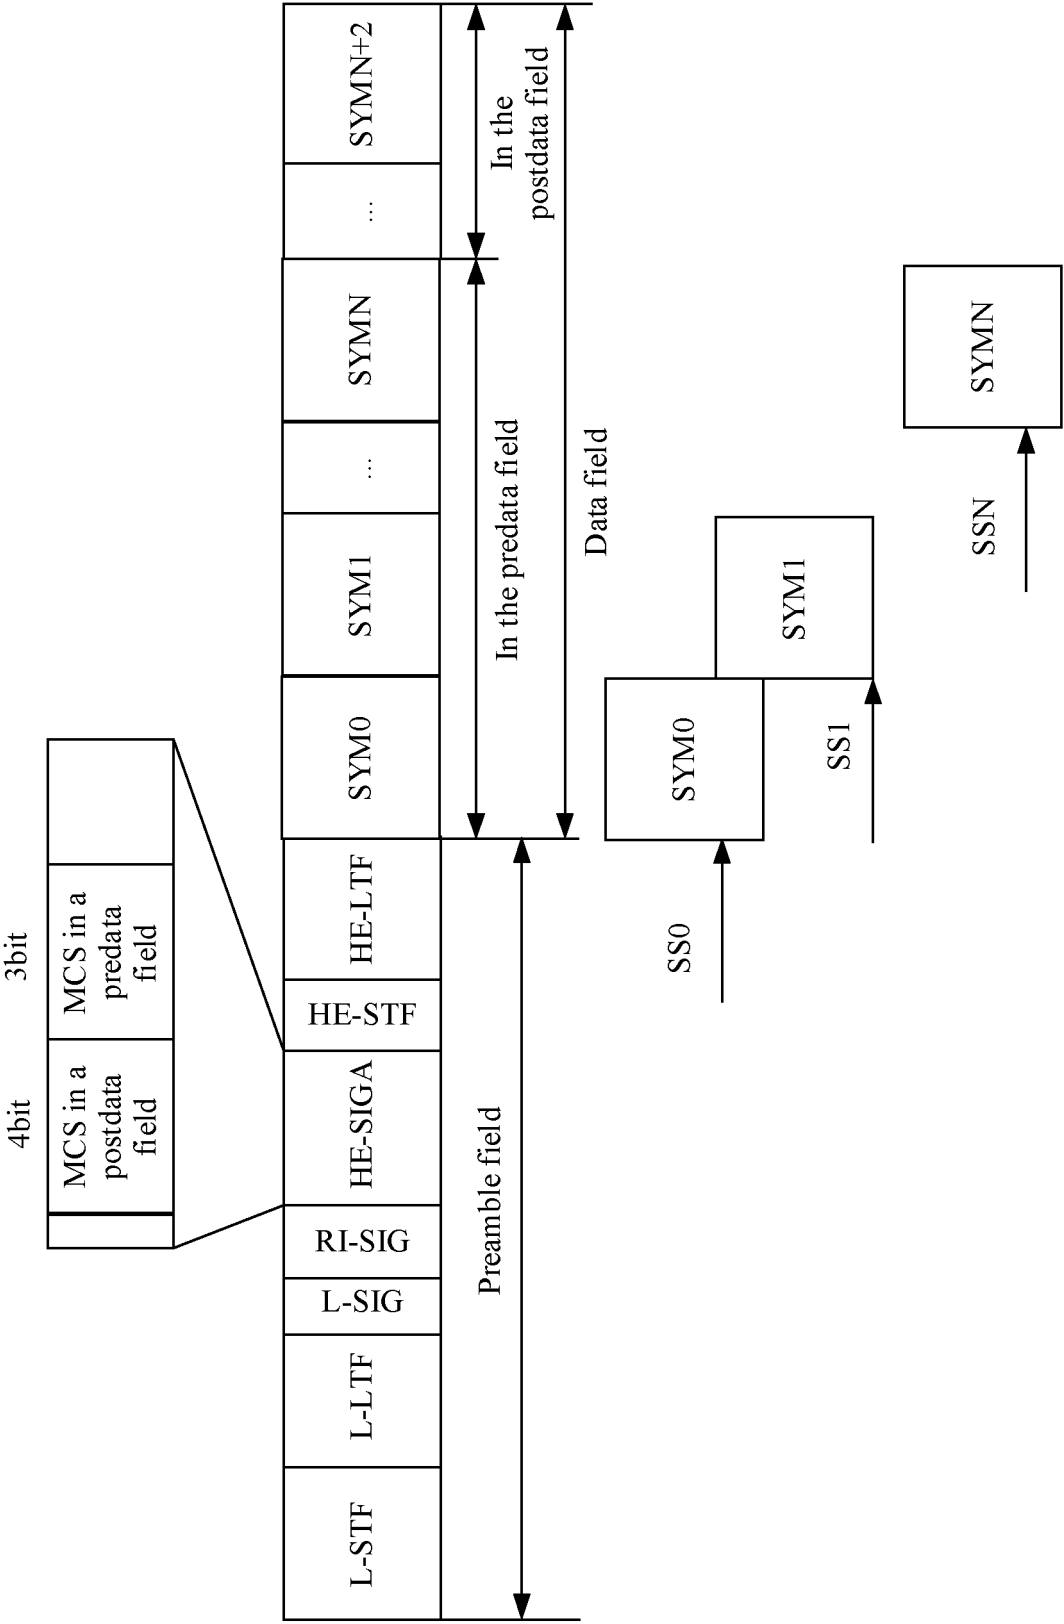 4bit
3bit
MCS in a
postdata
field
MCS in a
predata
field
L-STF
L-LTF
L-SIG
RI-SIG
HE-SIGA
HE-STF
HE-LTF
SYM0
SYM1
...
SYMN
...
SYMN+2
Preamble field
In the predata field
In the
postdata field
Data field
SS0
SYM0
SS1
SYM1
SSN
SYMN